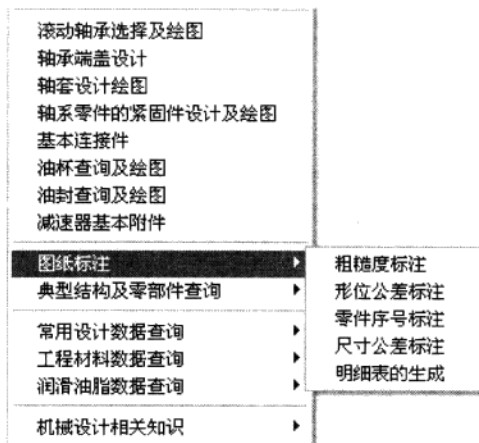 滚动轴承选择及绘图
轴承端盖设计
轴套设计绘图
轴系零件的紧固件设计及绘图
基本连接件
油杯查询及绘图
油封查询及绘图
减速器基本附件
图纸标注
典型结构及零部件查询
常用设计数据查询
工程材料数据查询
润滑油脂数据查询
机械设计相关知识
粗糙度标注
形位公差标注
零件序号标注
尺寸公差标注
明细表的生成